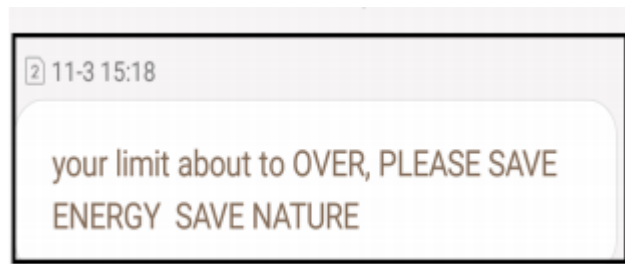 2 11-3 15:18
your limit about to OVER, PLEASE SAVE
ENERGY SAVE NATURE